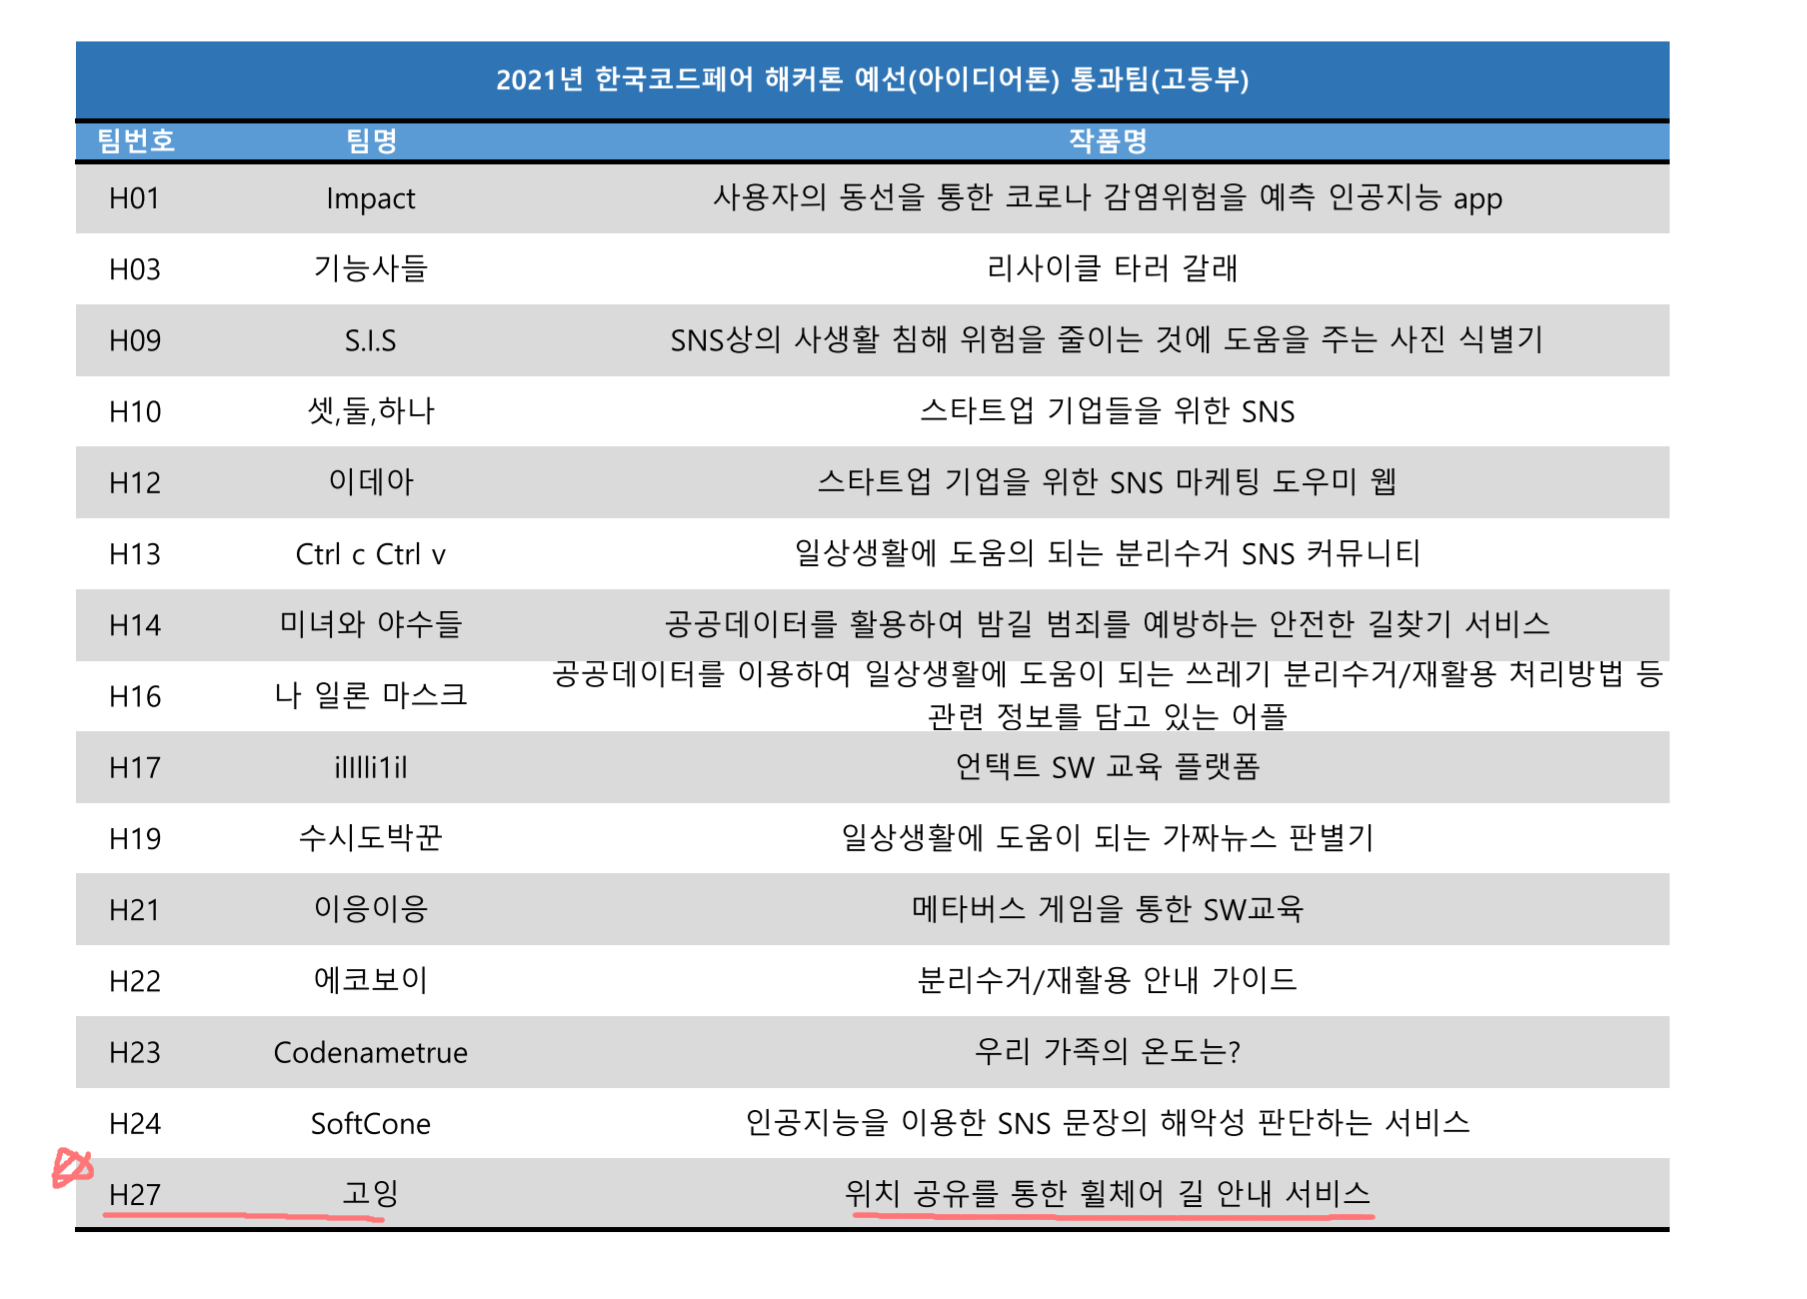 2021년 한국코드페어 해커톤 예선(아이디어톤) 통과팀(고등부)
팀번호 팀명 작품명
H01 Impact 사용자의 동선을 통한 코로나 감염위험을 예측 인공지능 app
H03 기능사들 리사이클 타러 갈래
H09 S.I.S SNS상의 사생활 침해 위험을 줄이는 것에 도움을 주는 사진 식별기
H10 셋,둘,하나 스타트업 기업들을 위한 SNS
H12 이데아 스타트업 기업을 위한 SNS 마케팅 도우미 웹
H13 Ctrl c Ctrl v 일상생활에 도움의 되는 분리수거 SNS 커뮤니티
H14 미녀와 야수들 공공데이터를 활용하여 밤길 범죄를 예방하는 안전한 길찾기 서비스
H16 나 일론 마스크 공공데이터를 이용하여 일상생활에 도움이 되는 쓰레기 분리수거/재활용 처리방법 등
관련 정보를 담고 있는 어플
H17 언택트 SW 교육 플랫폼
H19 수시도박꾼 일상생활에 도움이 되는 가짜뉴스 판별기
H21 이응이응 메타버스 게임을 통한 SW교육
H22 에코보이 분리수거/재활용 안내 가이드
H23 Codenametrue 우리 가족의 온도는?
H24 SoftCone 인공지능을 이용한 SNS 문장의 해악성 판단하는 서비스
H27 고잉 위치 공유를 통한 휠체어 길 안내 서비스